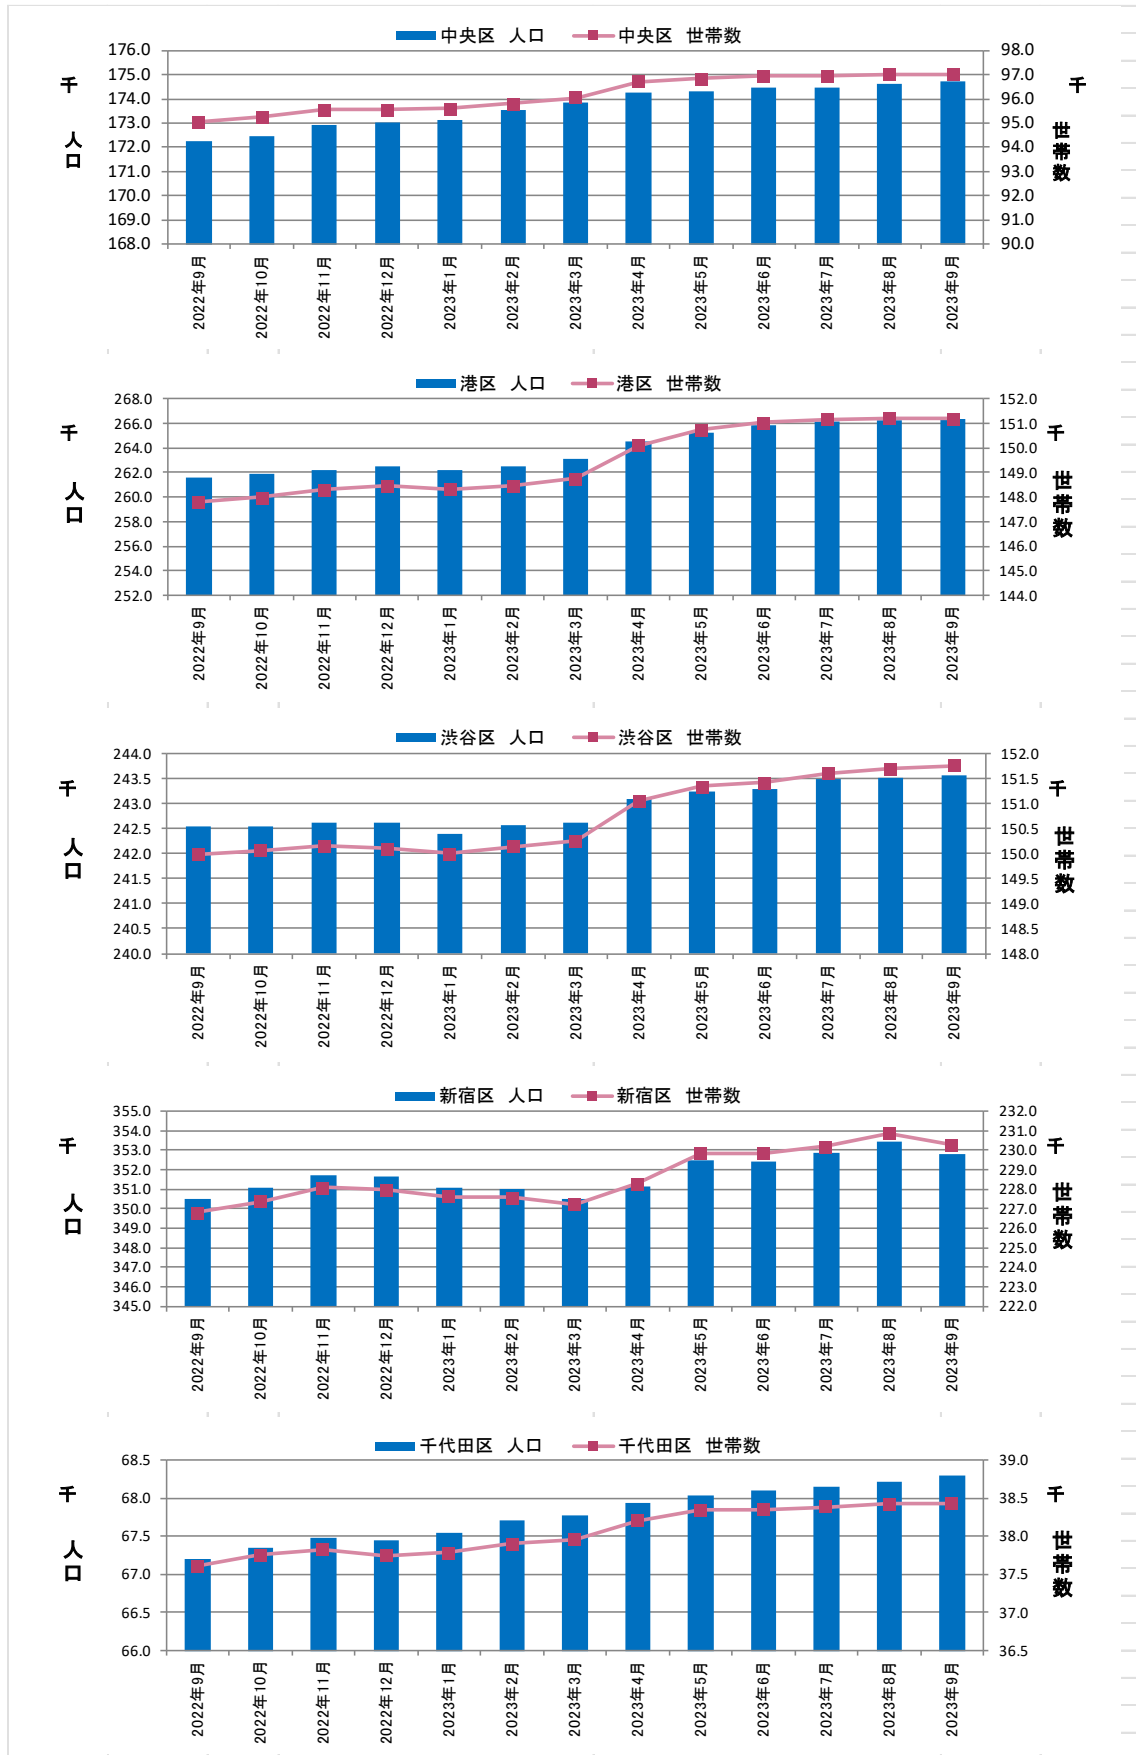 中央区 人口 中央区 世帯数
千 人口
176.0
175.0
174.0
173.0
172.0
171.0
170.0
169.0
168.0
98.0
97.0
96.0
95.0
94.0
93.0
92.0
91.0
90.0
千 世帯数
2022年9月
2022年10月
2022年11月
2022年12月
2023年1月
2023年2月
2023年3月
2023年4月
2023年5月
2023年6月
2023年7月
2023年8月
2023年9月
港区 人口 港区 世帯数
千 人口
268.0
266.0
264.0
262.0
260.0
258.0
256.0
254.0
252.0
152.0
151.0
150.0
149.0
148.0
147.0
146.0
145.0
144.0
千 世帯数
2022年9月
2022年10月
2022年11月
2022年12月
2023年1月
2023年2月
2023年3月
2023年4月
2023年5月
2023年6月
2023年7月
2023年8月
2023年9月
渋谷区 人口 渋谷区 世帯数
千 人口
244.0
243.5
243.0
242.5
242.0
241.5
241.0
240.5
240.0
152.0
151.5
151.0
150.5
150.0
149.5
149.0
148.5
148.0
千 世帯数
2022年9月
2022年10月
2022年11月
2022年12月
2023年1月
2023年2月
2023年3月
2023年4月
2023年5月
2023年6月
2023年7月
2023年8月
2023年9月
新宿区 人口 新宿区 世帯数
千 人口
355.0
354.0
353.0
352.0
351.0
350.0
349.0
348.0
347.0
346.0
345.0
232.0
231.0
230.0
229.0
228.0
227.0
226.0
225.0
224.0
223.0
222.0
千 世帯数
2022年9月
2022年10月
2022年11月
2022年12月
2023年1月
2023年2月
2023年3月
2023年4月
2023年5月
2023年6月
2023年7月
2023年8月
2023年9月
千代田区 人口 千代田区 世帯数
千 人口
68.5
68.0
67.5
67.0
66.5
66.0
39.0
38.5
38.0
37.5
37.0
36.5
千 世帯数
2022年9月
2022年10月
2022年11月
2022年12月
2023年1月
2023年2月
2023年3月
2023年4月
2023年5月
2023年6月
2023年7月
2023年8月
2023年9月